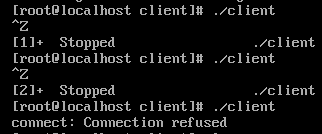 [root@localhost client]# ./client
^Z
[1]+  Stopped                 ./client
[root@localhost client]# ./client
^Z
[2]+  Stopped                 ./client
[root@localhost client]# ./client
connect: Connection refused